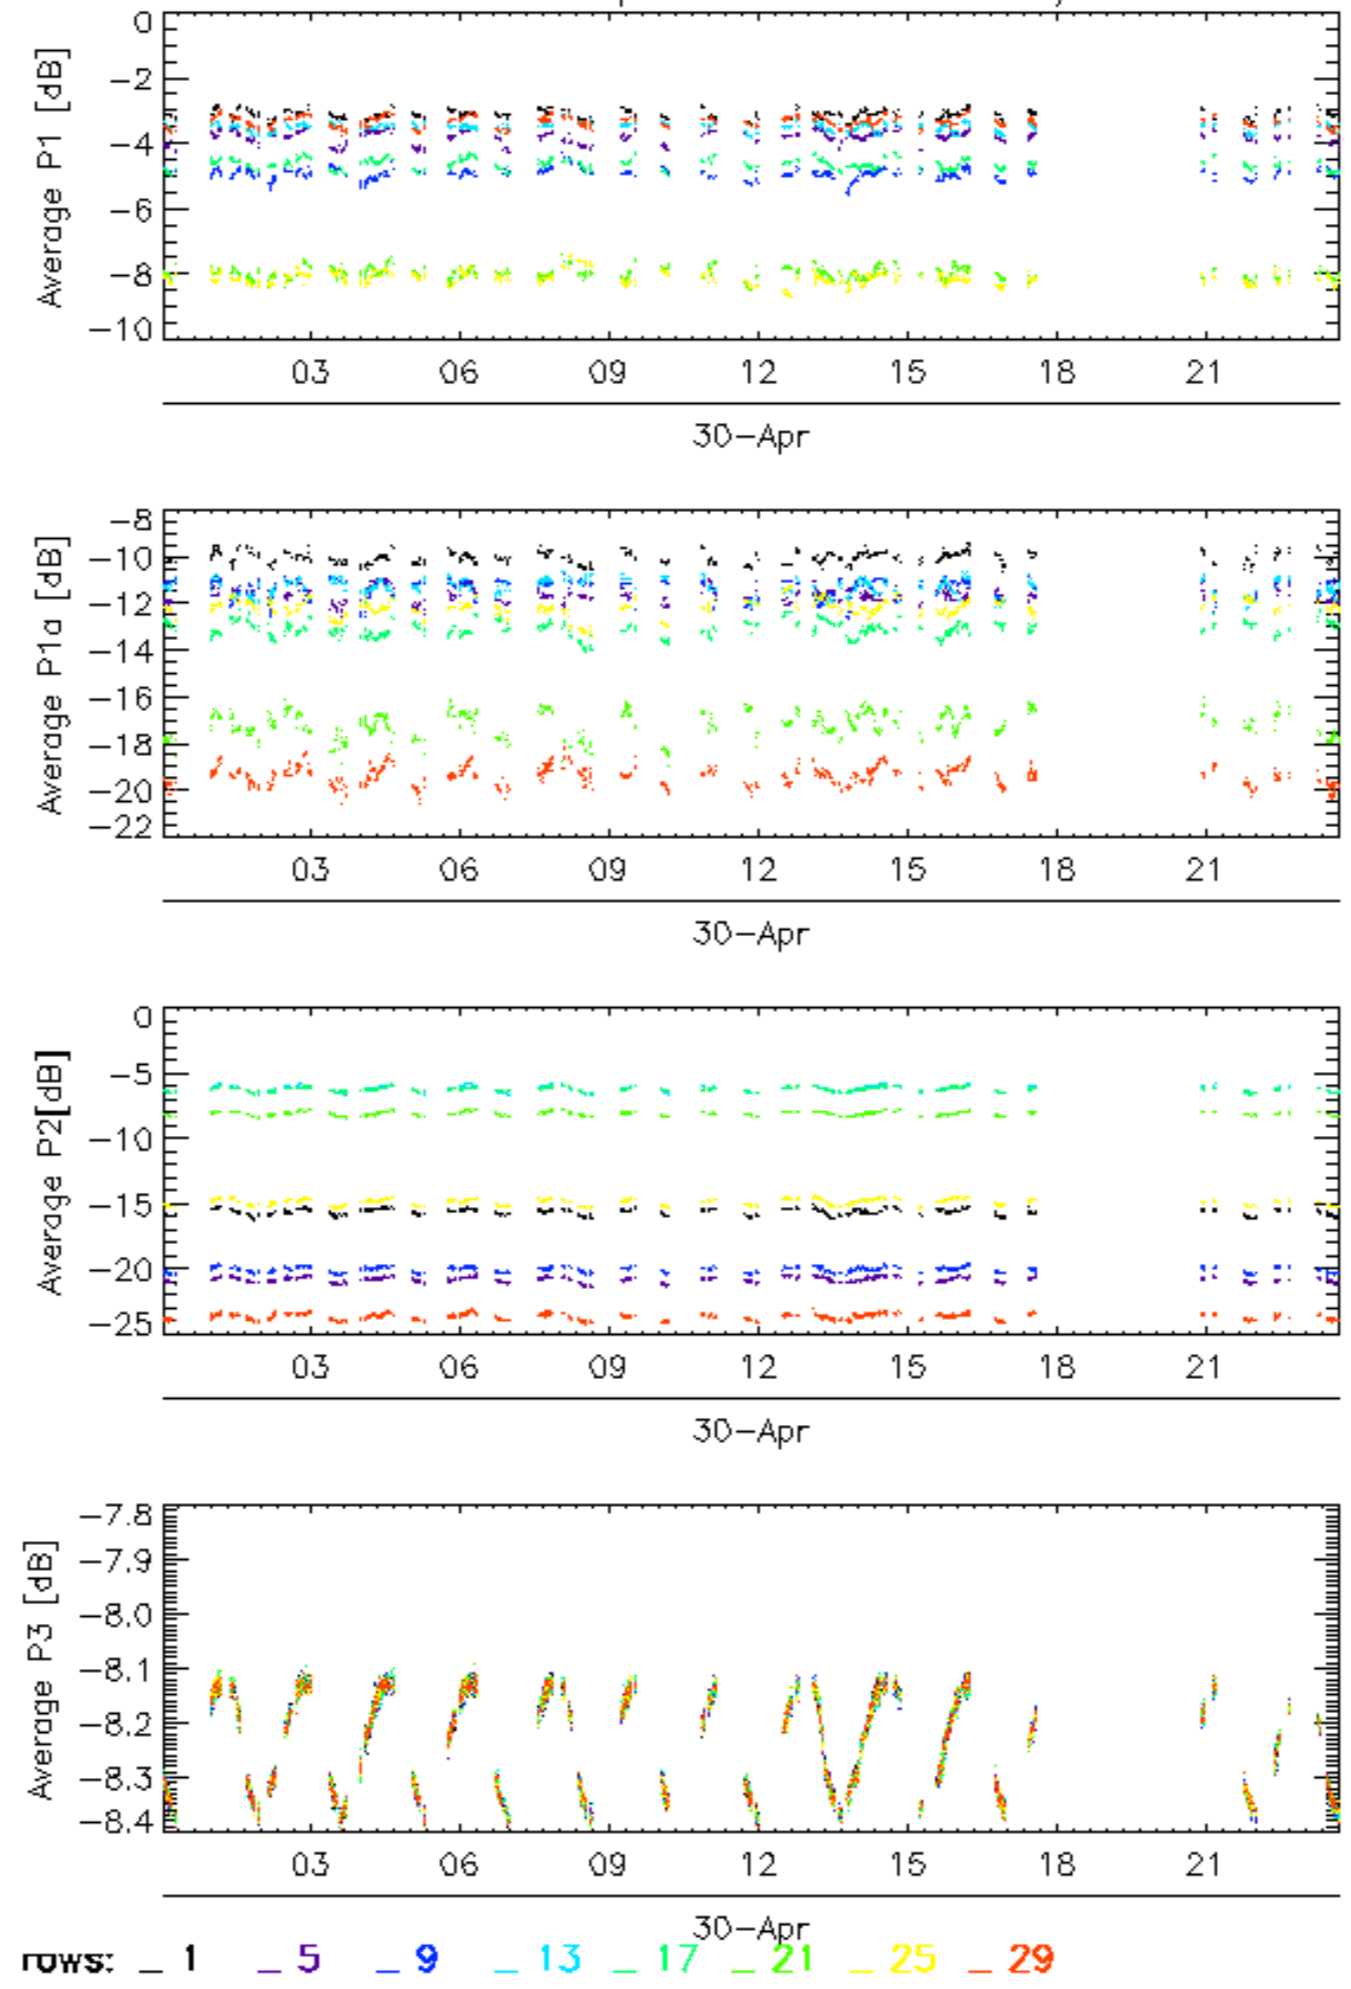 0
−2
−4
−6
−8
−10
Average P1 [dB]
03 06 09 12 15 18 21
30−Apr
−8
−10
−12
−14
−16
−18
−20
−22
Average P1a [dB]
03 06 09 12 15 18 21
30−Apr
0
−5
−10
−15
−20
−25
Average P2[dB]
03 06 09 12 15 18 21
30−Apr
−7.8
−7.9
−8.0
−8.1
−8.2
−8.3
−8.4
Average P3 [dB]
03 06 09 12 15 18 21
30−Apr
rows: _ 1 _ 5 _ 9 _ 13 _ 17 _ 21 _ 25 _ 29